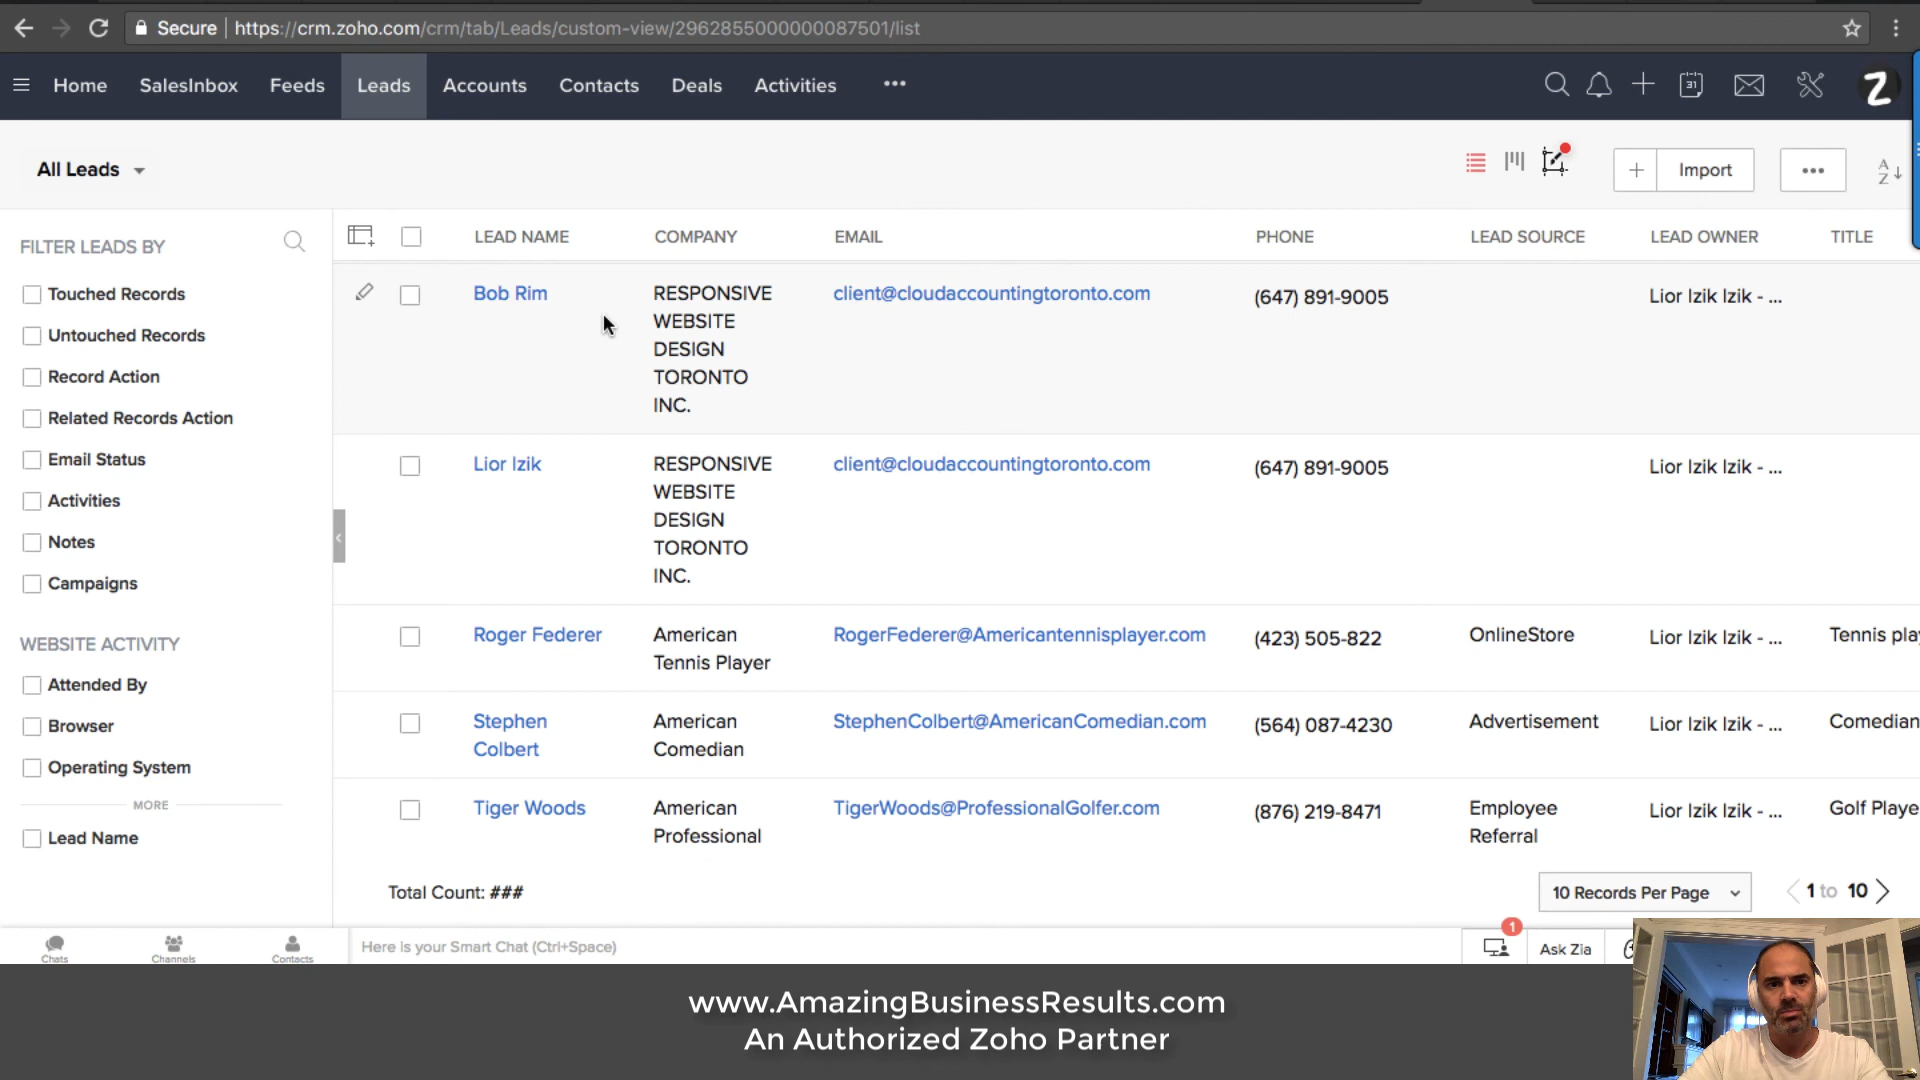 Secure
https://crm.zoho.com/crm/tab/Leads/custom-view/2962855000000087501/list
Home SalesInbox Feeds Leads Accounts Contacts Deals Activities •••
31
Z
All Leads
Import
•••
A
Z
FILTER LEADS BY
Touched Records
Untouched Records
Record Action
Related Records Action
Email Status
Activities
Notes
Campaigns
WEBSITE ACTIVITY
Attended By
Browser
Operating System
MORE
Lead Name
LEAD NAME COMPANY EMAIL PHONE LEAD SOURCE LEAD OWNER TITLE
Bob Rim RESPONSIVE client@cloudaccountingtoronto.com (647) 891-9005 Lior Izik Izik - ...
WEBSITE
DESIGN
TORONTO
INC.
Lior Izik RESPONSIVE client@cloudaccountingtoronto.com (647) 891-9005 Lior Izik Izik - ...
WEBSITE
DESIGN
TORONTO
INC.
Roger Federer American RogerFederer@Americantennisplayer.com (423) 505-822 OnlineStore Lior Izik Izik - ... Tennis pla
Tennis Player
Stephen American StephenColbert@AmericanComedian.com (564) 087-4230 Advertisement Lior Izik Izik - ... Comedian
Colbert Comedian
Tiger Woods American TigerWoods@ProfessionalGolfer.com (876) 219-8471 Employee Lior Izik Izik - ... Golf Playe
Professional Referral
Total Count: ###
10 Records Per Page
1 to 10
Chats
Channels
Contacts
Here is your Smart Chat (Ctrl+Space)
1
Ask Zia
www.AmazingBusinessResults.com
An Authorized Zoho Partner